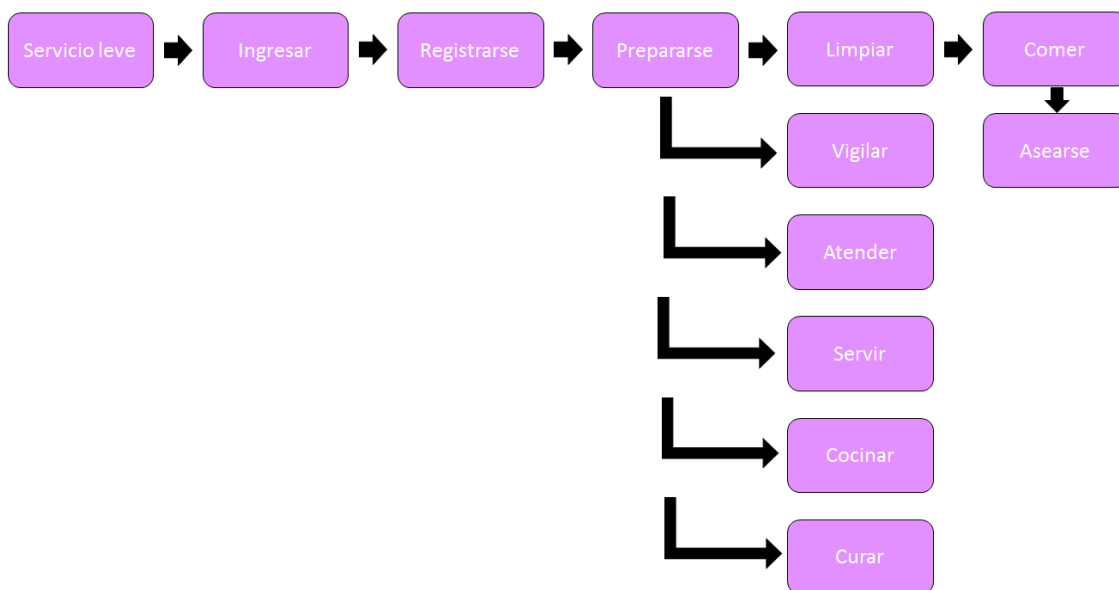 Servicio leve
Ingresar
Registrarse
Prepararse
Limpiar
Comer
Vigilar
Asearse
Atender
Servir
Cocinar
Curar